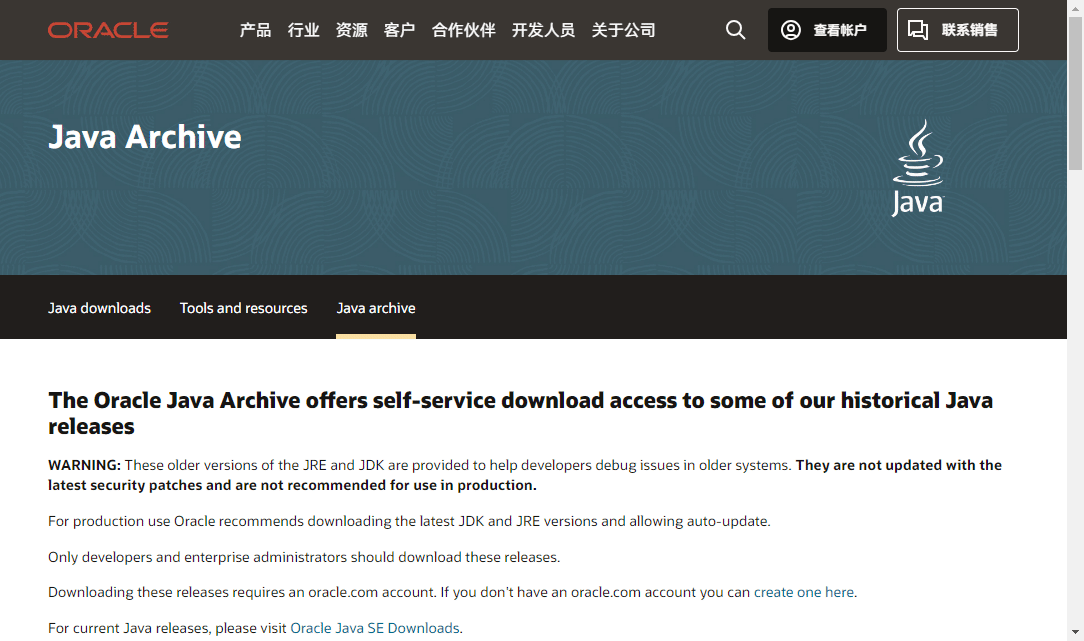 ORACLE 产品 行业 资源 客户 合作伙伴 开发人员 关于公司 查看帐户 联系销售
Java Archive
Java
Java downloads Tools and resources Java archive
The Oracle Java Archive offers self-service download access to some of our historical Java
releases
WARNING: These older versions of the JRE and JDK are provided to help developers debug issues in older systems. They are not updated with the
latest security patches and are not recommended for use in production.
For production use Oracle recommends downloading the latest JDK and JRE versions and allowing auto-update.
Only developers and enterprise administrators should download these releases.
Downloading these releases requires an oracle.com account. If you don't have an oracle.com account you can create one here.
For current Java releases, please visit Oracle Java SE Downloads.